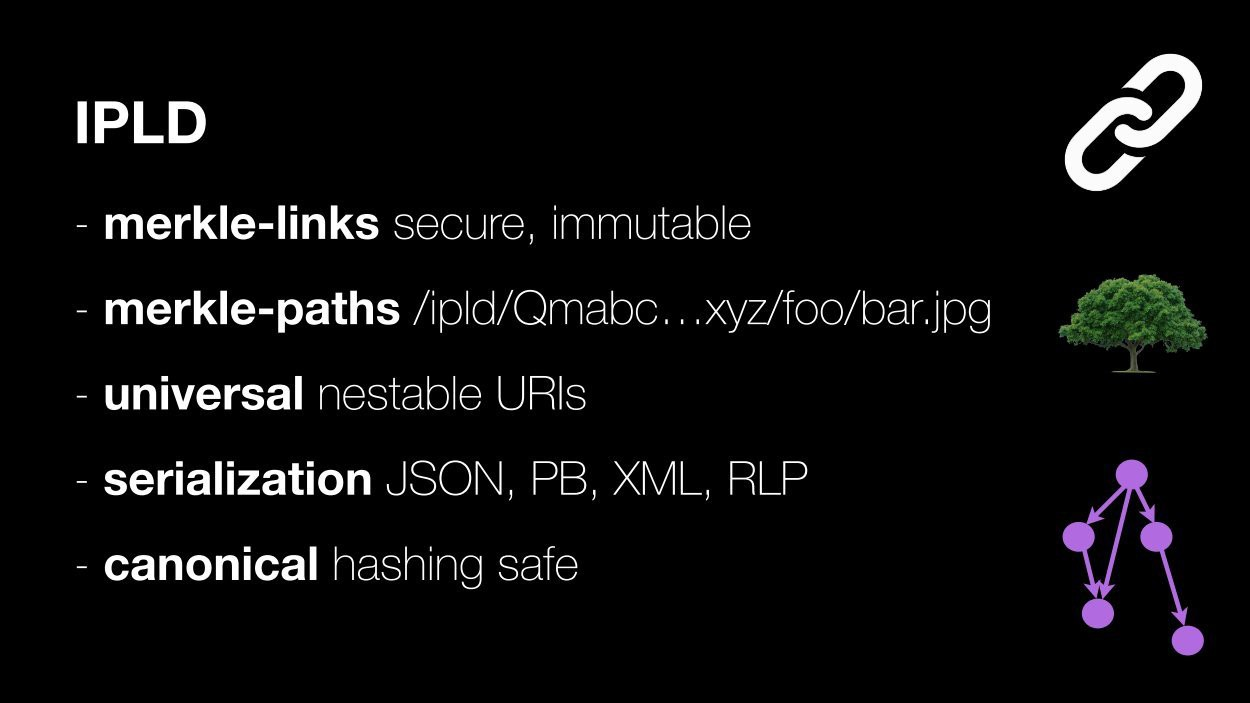 IPLD
- merkle-links secure, immutable
- merkle-paths /ipld/Qmabc...xyz/foo/bar.jpg
- universal nestable URIs
- serialization JSON, PB, XML, RLP
- canonical hashing safe